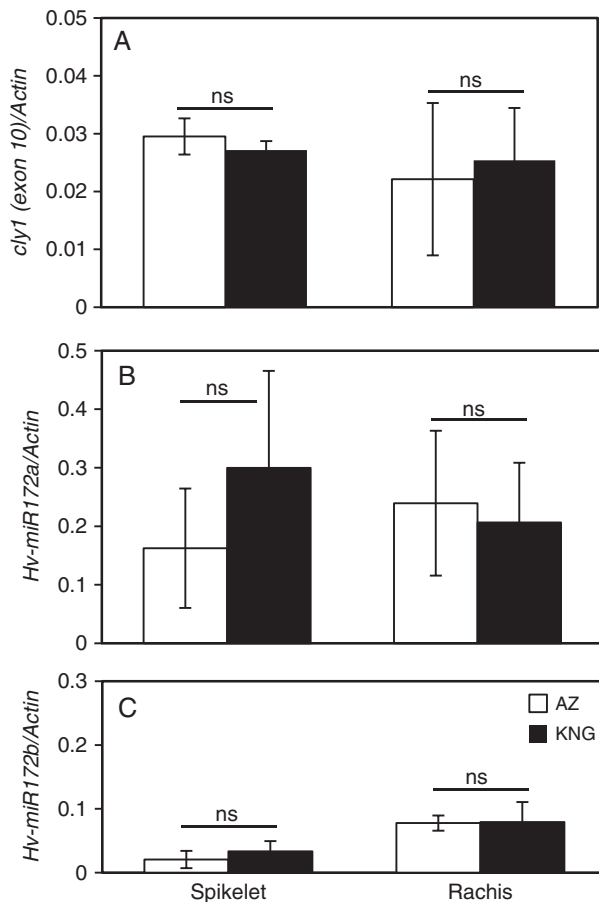 A
cly1 (exon 10)/Actin
0.05
0.04
0.03
0.02
0.01
0
ns
ns
B
Hv-miR172a/Actin
0.5
0.4
0.3
0.2
0.1
0
ns
ns
C
Hv-miR172b/Actin
0.3
0.2
0.1
0
AZ
KNG
ns
ns
Spikelet
Rachis